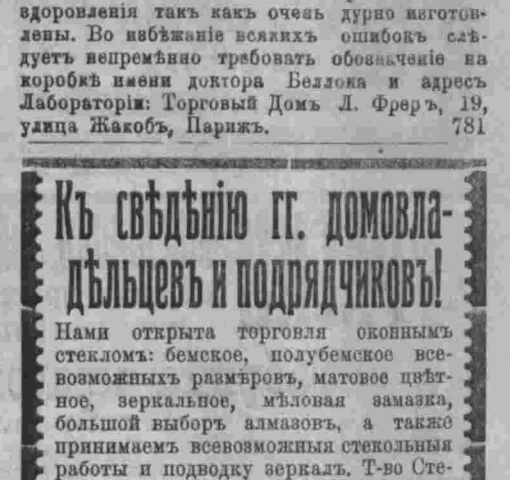 здоровленія такъ какъ очень дурно изготов-
лены. Во избѣжаніе всякихъ ошибокъ слѣ-
дуетъ непремѣнно требовать обозначеніе на
коробкѣ имени доктора Беллока и адресъ
Лабораторіи: Торговый Домъ Л. Фреръ, 19,
улица Жакобъ, Парижъ. 781
Къ свѣдѣнію гг. домовла-
дѣльцевъ и подрядчиковъ!
Нами открыта торговля оконнымъ
стекломъ: бемское, полубемское все-
возможныхъ размѣровъ, матовое цвѣт-
ное, зеркальное, мѣловая замазка,
большой выборъ алмазовъ, а также
принимаемъ всевозможныя стекольныя
работы и подводку зеркалъ. Т-во Сте-